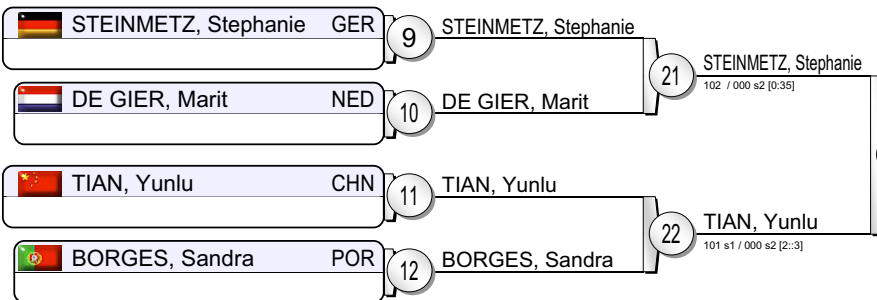 STEINMETZ, Stephanie GER
9
STEINMETZ, Stephanie
DE GIER, Marit NED
10
DE GIER, Marit
21
STEINMETZ, Stephanie
102 / 000 s2 [0:35]
TIAN, Yunlu CHN
11
TIAN, Yunlu
BORGES, Sandra POR
12
BORGES, Sandra
22
TIAN, Yunlu
101 s1 / 000 s2 [2::3]